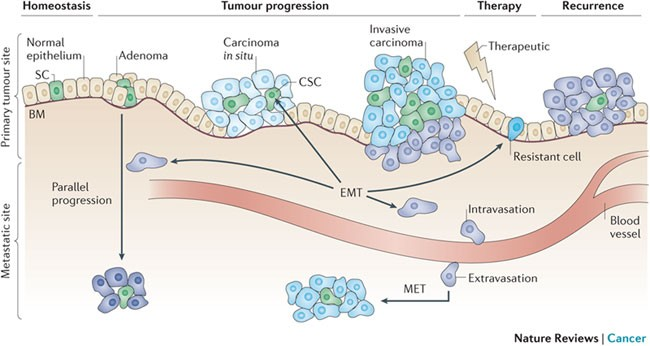 Homeostasis
Tumour progression
Therapy
Recurrence
Primary tumour site
Metastatic site
Normal
epithelium
SC
BM
Adenoma
Carcinoma
in situ
CSC
Invasive
carcinoma
Therapeutic
Resistant cell
Parallel
progression
EMT
Intravasation
Blood
vessel
Extravasation
MET
Nature Reviews | Cancer